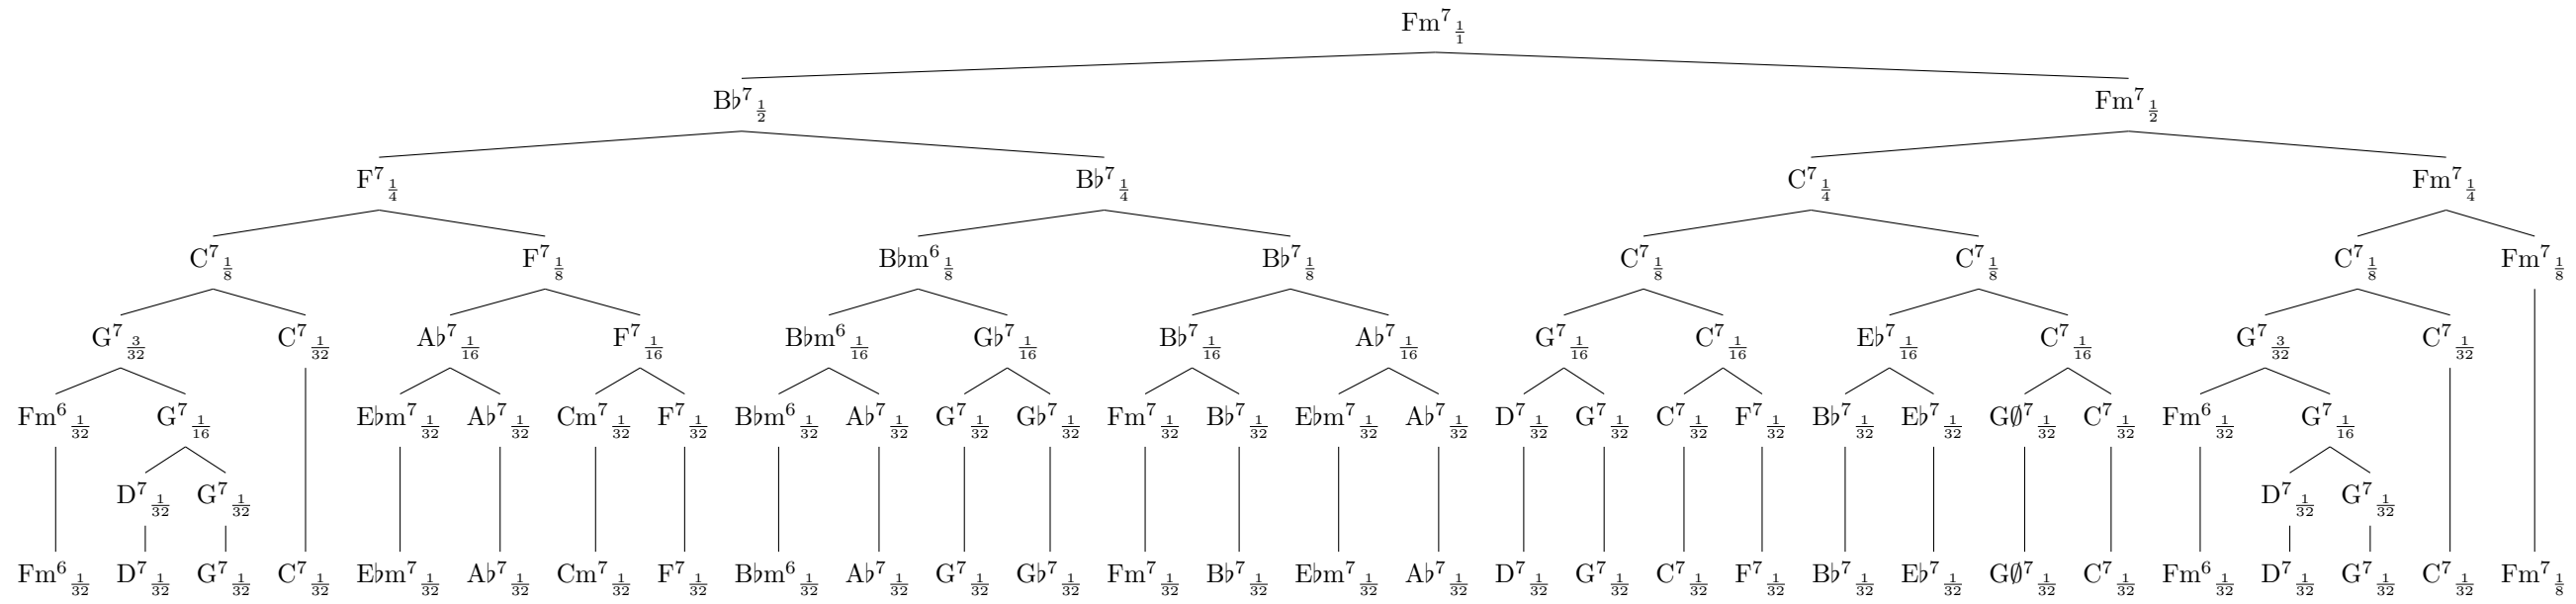 Fm⁷ 1/1
B♭⁷ 1/2 Fm⁷ 1/2
F⁷ 1/4 B♭⁷ 1/4 C⁷ 1/4 Fm⁷ 1/4
C⁷ 1/8 F⁷ 1/8 B♭m⁶ 1/8 B♭⁷ 1/8 C⁷ 1/8 C⁷ 1/8 C⁷ 1/8 Fm⁷ 1/8
G⁷ 3/32 C⁷ 1/32 A♭⁷ 1/16 F⁷ 1/16 B♭m⁶ 1/16 G♭⁷ 1/16 B♭⁷ 1/16 A♭⁷ 1/16 G⁷ 1/16 C⁷ 1/16 E♭⁷ 1/16 C⁷ 1/16 G⁷ 3/32 C⁷ 1/32
Fm⁶ 1/32 G⁷ 1/16 E♭m⁷ 1/32 A♭⁷ 1/32 Cm⁷ 1/32 F⁷ 1/32 B♭m⁶ 1/32 A♭⁷ 1/32 G⁷ 1/32 G♭⁷ 1/32 Fm⁷ 1/32 B♭⁷ 1/32 E♭m⁷ 1/32 A♭⁷ 1/32 D⁷ 1/32 G⁷ 1/32 C⁷ 1/32 F⁷ 1/32 B♭⁷ 1/32 E♭⁷ 1/32 G∅⁷ 1/32 C⁷ 1/32 Fm⁶ 1/32 G⁷ 1/16
D⁷ 1/32 G⁷ 1/32 D⁷ 1/32 G⁷ 1/32
Fm⁶ 1/32 D⁷ 1/32 G⁷ 1/32 C⁷ 1/32 E♭m⁷ 1/32 A♭⁷ 1/32 Cm⁷ 1/32 F⁷ 1/32 B♭m⁶ 1/32 A♭⁷ 1/32 G⁷ 1/32 G♭⁷ 1/32 Fm⁷ 1/32 B♭⁷ 1/32 E♭m⁷ 1/32 A♭⁷ 1/32 D⁷ 1/32 G⁷ 1/32 C⁷ 1/32 F⁷ 1/32 B♭⁷ 1/32 E♭⁷ 1/32 G∅⁷ 1/32 C⁷ 1/32 Fm⁶ 1/32 D⁷ 1/32 G⁷ 1/32 C⁷ 1/32 Fm⁷ 1/8